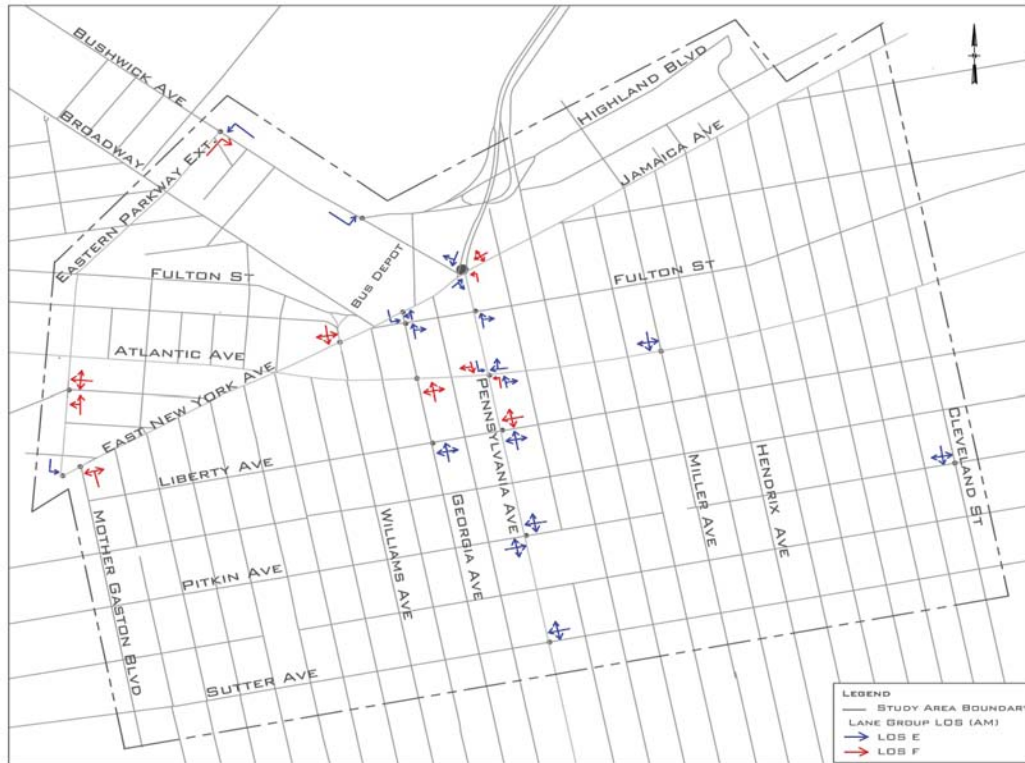 BUSHWICK AVE
BROADWAY
HIGHLAND BLVD
JAMAICA AVE
EASTERN PARKWAY EXT.
FULTON ST
BUS DEPOT
FULTON ST
ATLANTIC AVE
EAST NEW YORK AVE
PENNSYLVANIA AVE
LIBERTY AVE
CLEVELAND ST
HENDRIX AVE
MILLER AVE
GEORGIA AVE
WILLIAMS AVE
MOTHER GASTON BLVD
PITKIN AVE
SUTTER AVE
LEGEND
STUDY AREA BOUNDARY
LANE GROUP LOS (AM)
LOS E
LOS F